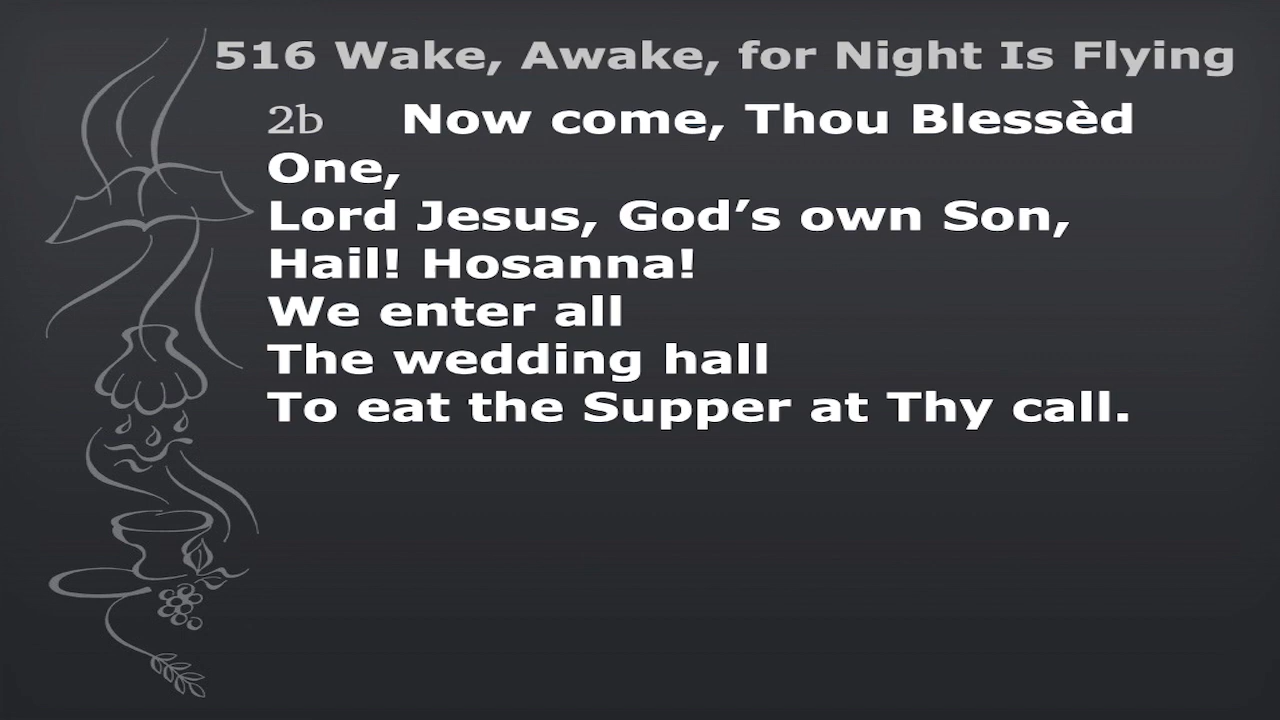 516 Wake, Awake, for Night Is Flying
2b Now come, Thou Blessèd
One,
Lord Jesus, God’s own Son,
Hail! Hosanna!
We enter all
The wedding hall
To eat the Supper at Thy call.